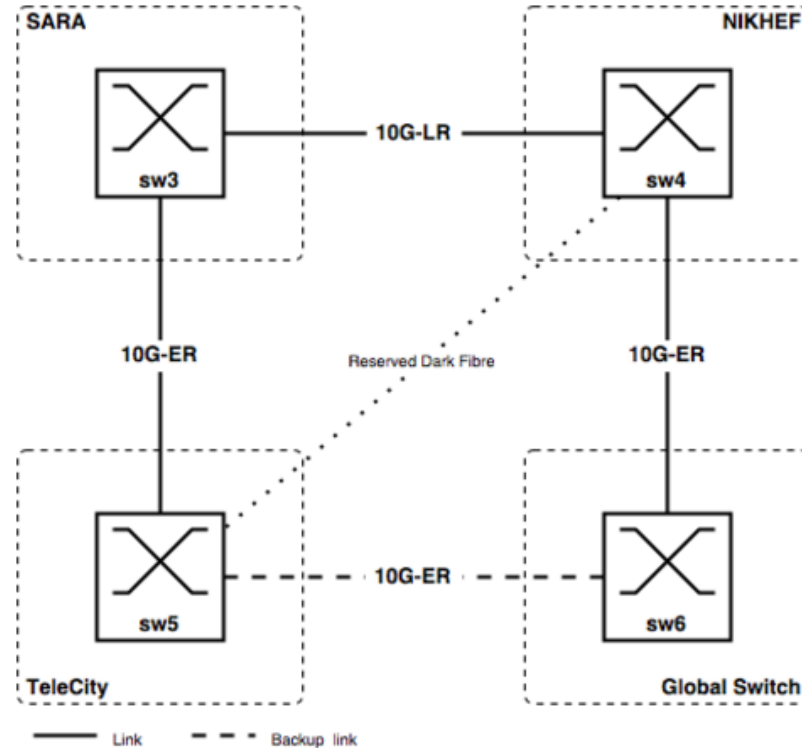 SARA
NIKHEF
sw3
10G-LR
sw4
10G-ER
10G-ER
Reserved Dark Fibre
sw5
10G-ER
sw6
TeleCity
Global Switch
Link
Backup link